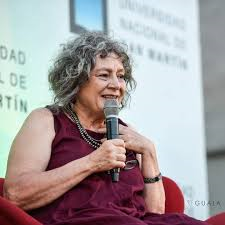 UNIVERSIDAD
NACIONAL DE
SAN MARTÍN
DAD
L DE
RTÍN